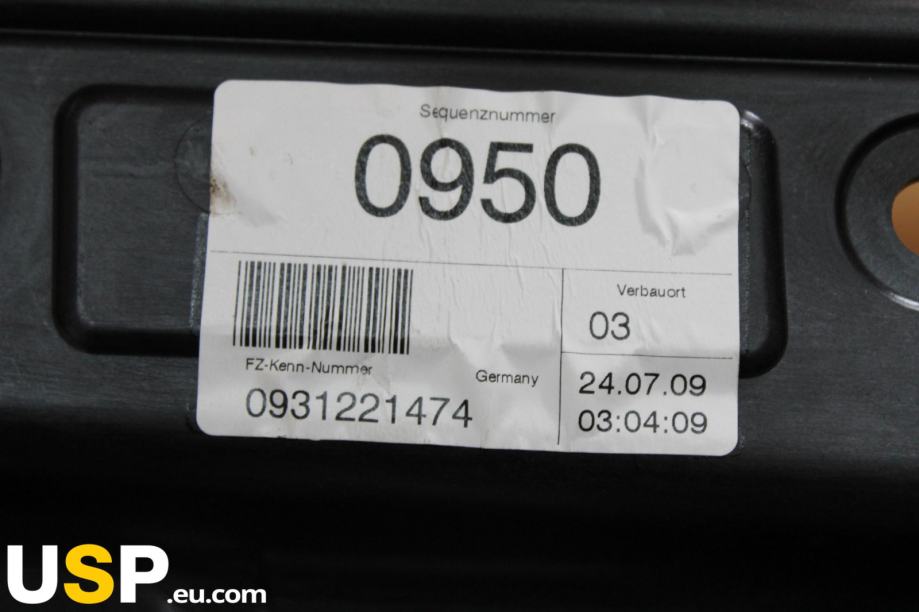 Sequenznummer
0950
Verbauort
03
FZ-Kenn-Nummer
Germany
0931221474
24.07.09
03:04:09
USP.eu.com